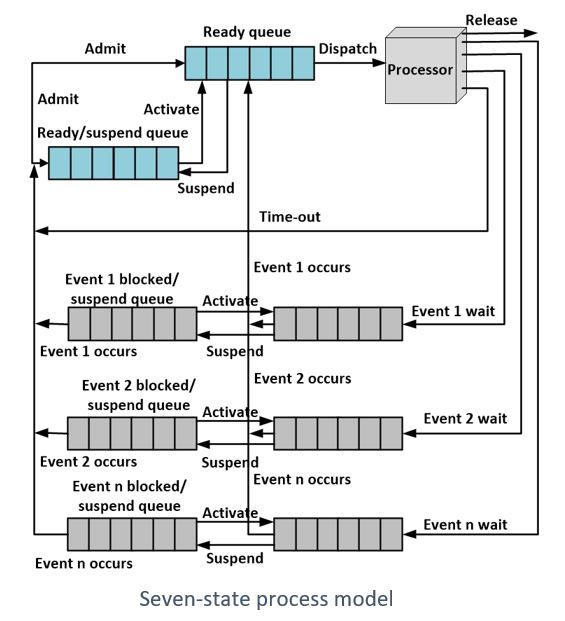 Release
Ready queue
Admit
Dispatch
Processor
Admit
Activate
Ready/suspend queue
Suspend
Time-out
Event 1 occurs
Event 1 blocked/
suspend queue
Activate
Event 1 wait
Event 1 occurs
Suspend
Event 2 occurs
Event 2 blocked/
suspend queue
Activate
Event 2 wait
Event 2 occurs
Suspend
Event n occurs
Event n blocked/
suspend queue
Activate
Event n wait
Suspend
Event n occurs
Seven-state process model